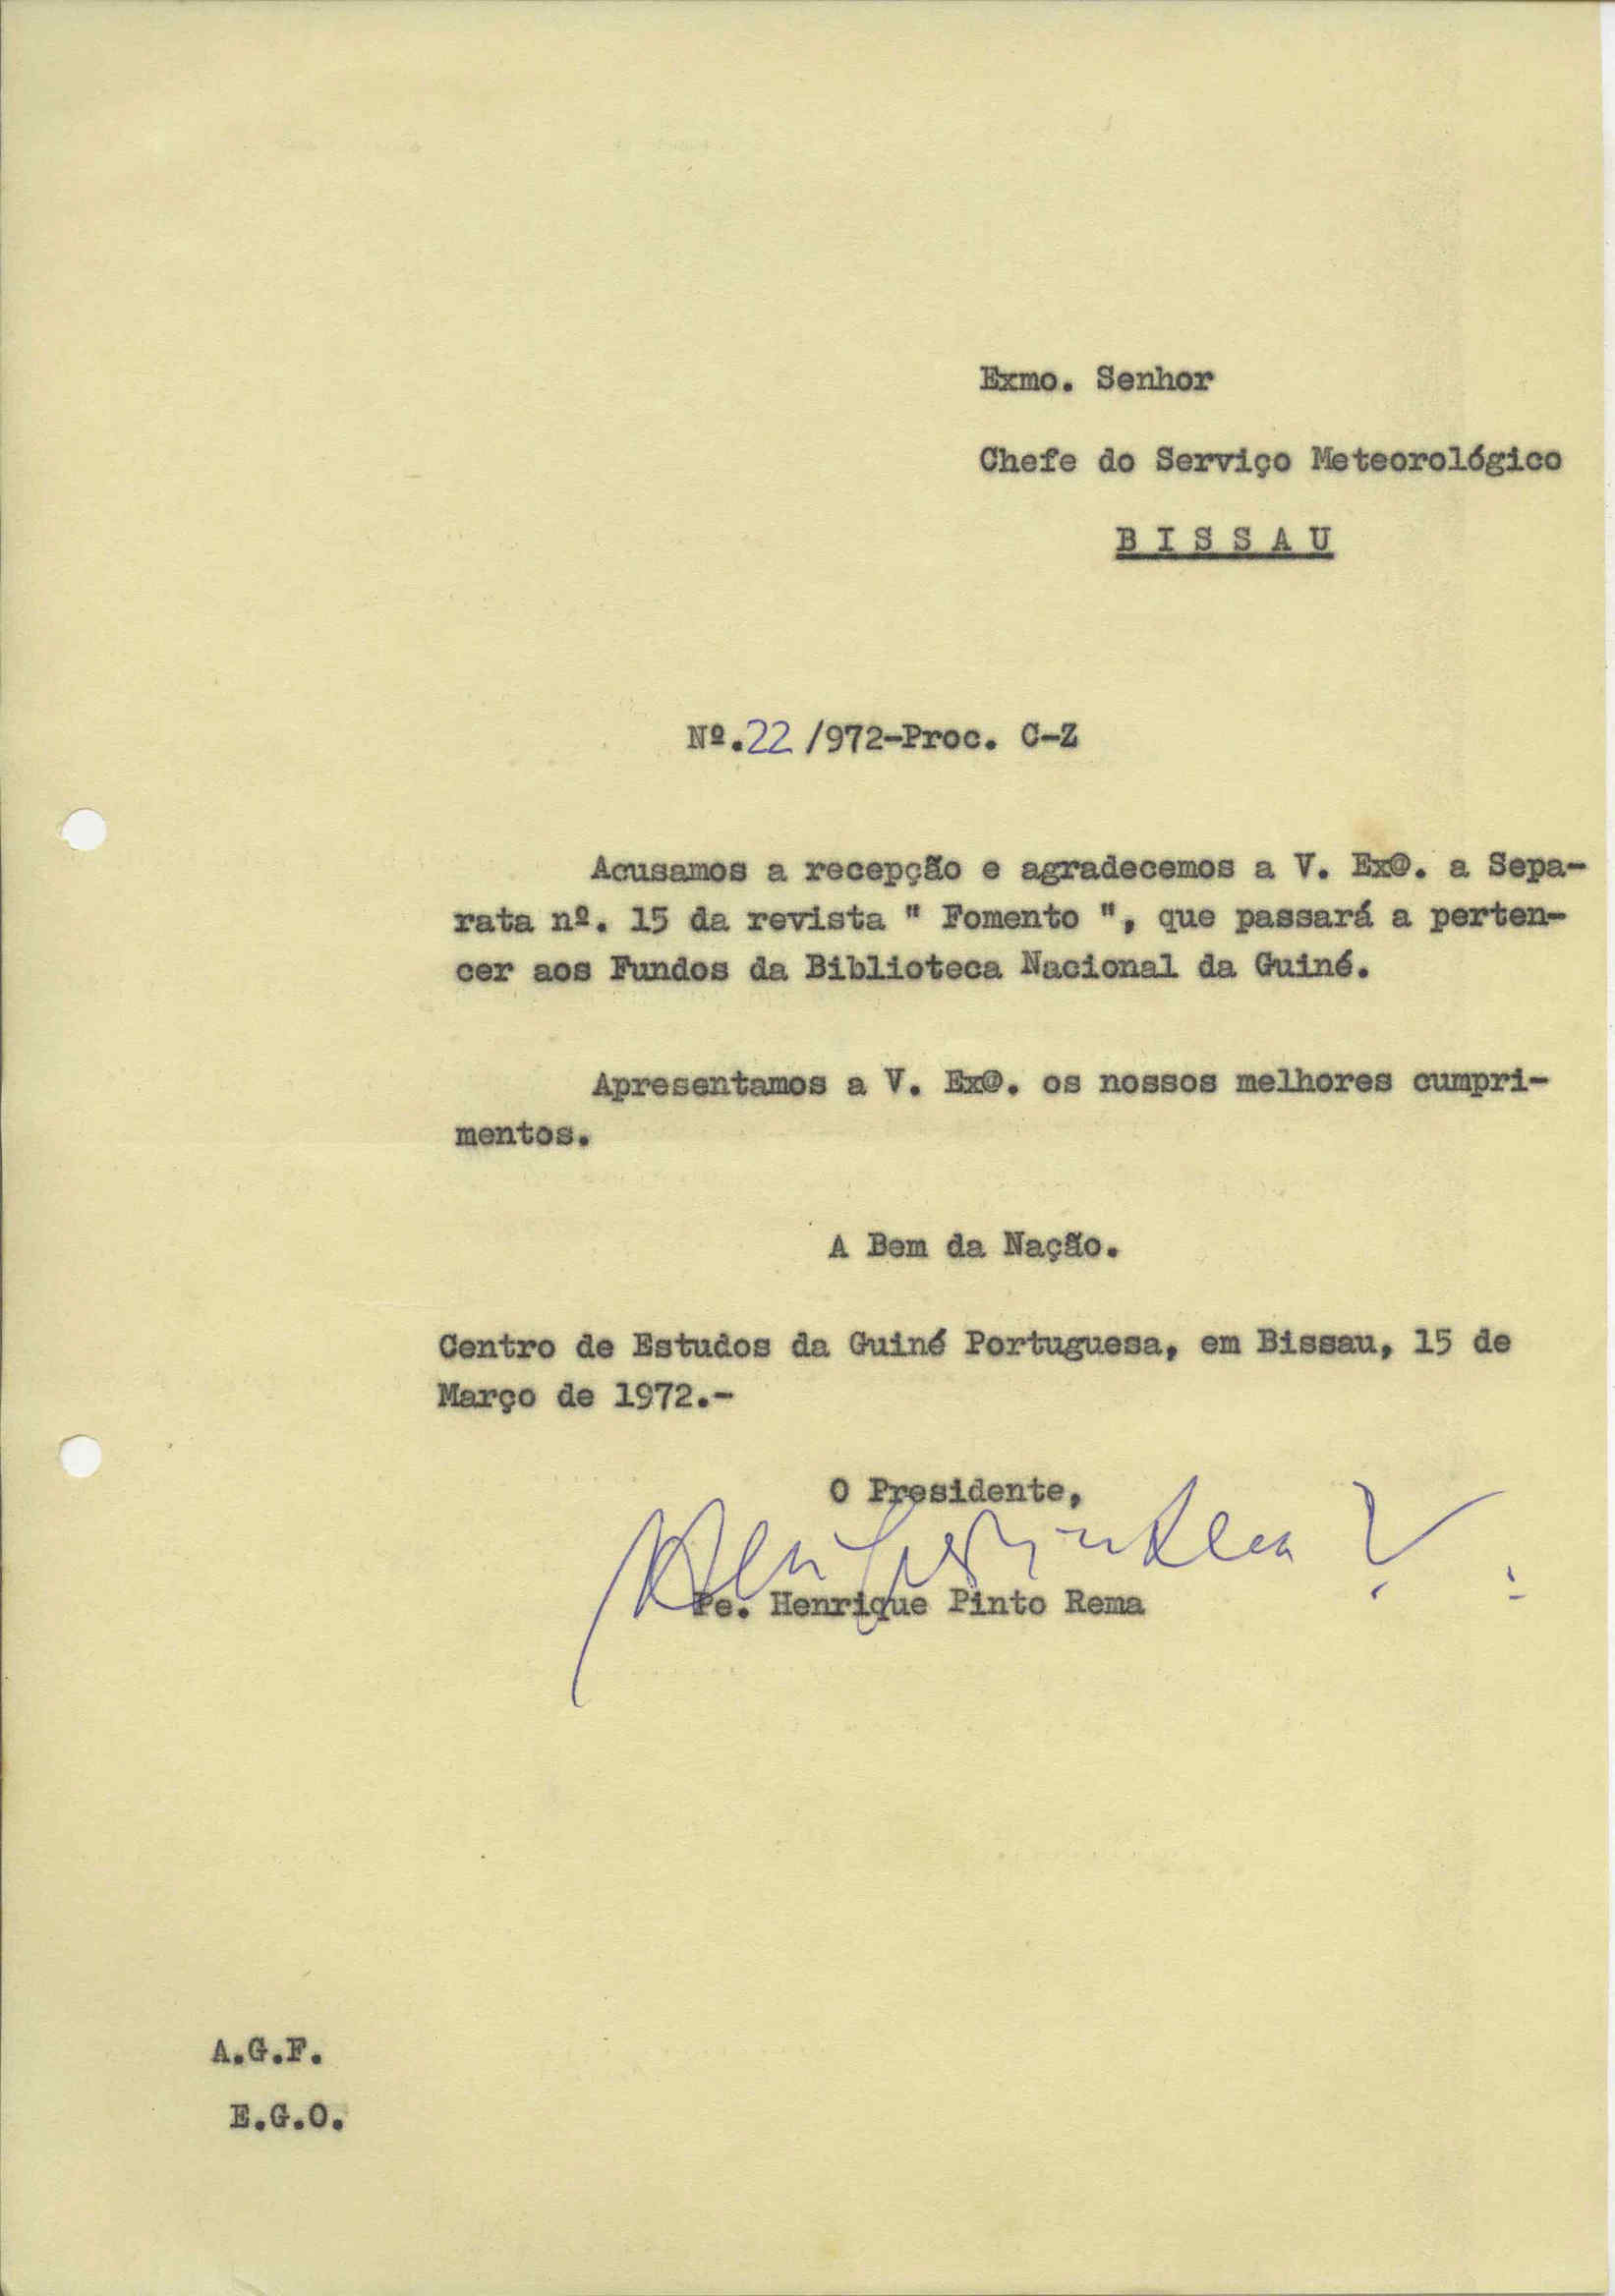 Exmo. Senhor
Chefe do Serviço Meteorológico
B I S S A U
Nº.22 /972-Proc. C-Z
Acusamos a recepção e agradecemos a V. Ex@. a Sepa-
rata nº. 15 da revista " Fomento ", que passará a perten-
cer aos Fundos da Biblioteca Nacional da Guiné.
Apresentamos a V. Ex@. os nossos melhores cumpri-
mentos.
A Bem da Nação.
Centro de Estudos da Guiné Portuguesa, em Bissau, 15 de
Março de 1972.-
O Presidente,
Pe. Henrique Pinto Rema
A.G.F.
E.G.O.